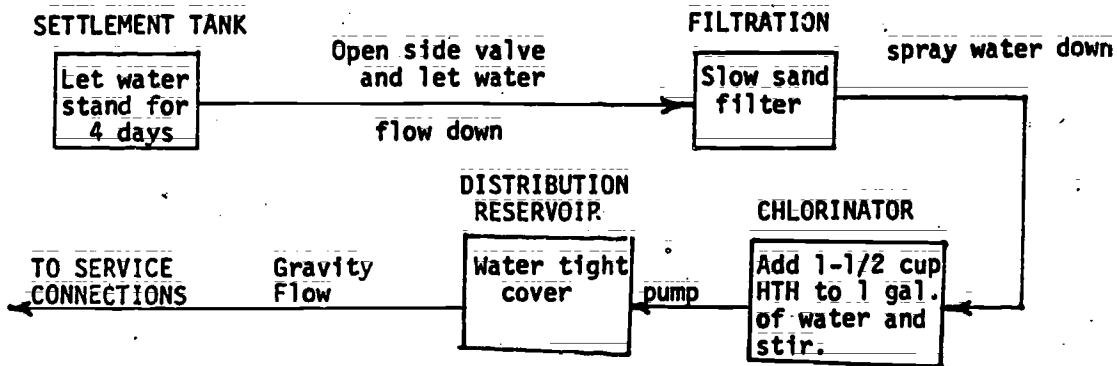 SETTLEMENT TANK
Let water
stand for
4 days
Open side valve
and let water
flow down
FILTRATION
Slow sand
filter
spray water down
CHLORINATOR
Add 1-1/2 cup
HTH to 1 gal.
of water and
stir.
pump
DISTRIBUTION
RESERVOIR
Water tight
cover
Gravity
Flow
TO SERVICE
CONNECTIONS